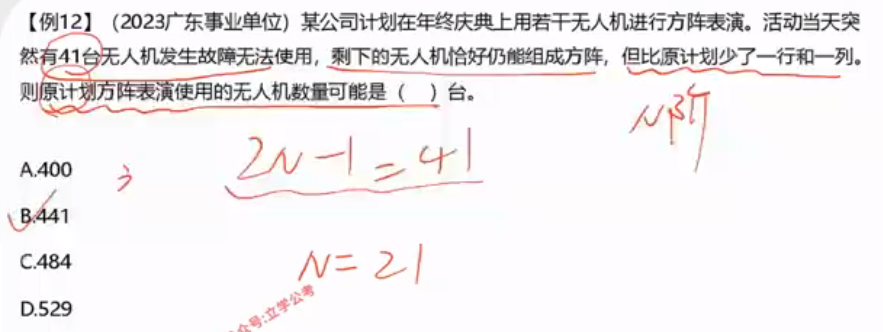 【例12】（2023广东事业单位）某公司计划在年终庆典上用若干无人机进行方阵表演。活动当天突
然有41台无人机发生故障无法使用，剩下的无人机恰好仍能组成方阵，但比原计划少了一行和一列。
则原计划方阵表演使用的无人机数量可能是（ ）台。
N阶
A.400
2N-1=41
B.441
C.484
N=21
D.529
众号:立学公考